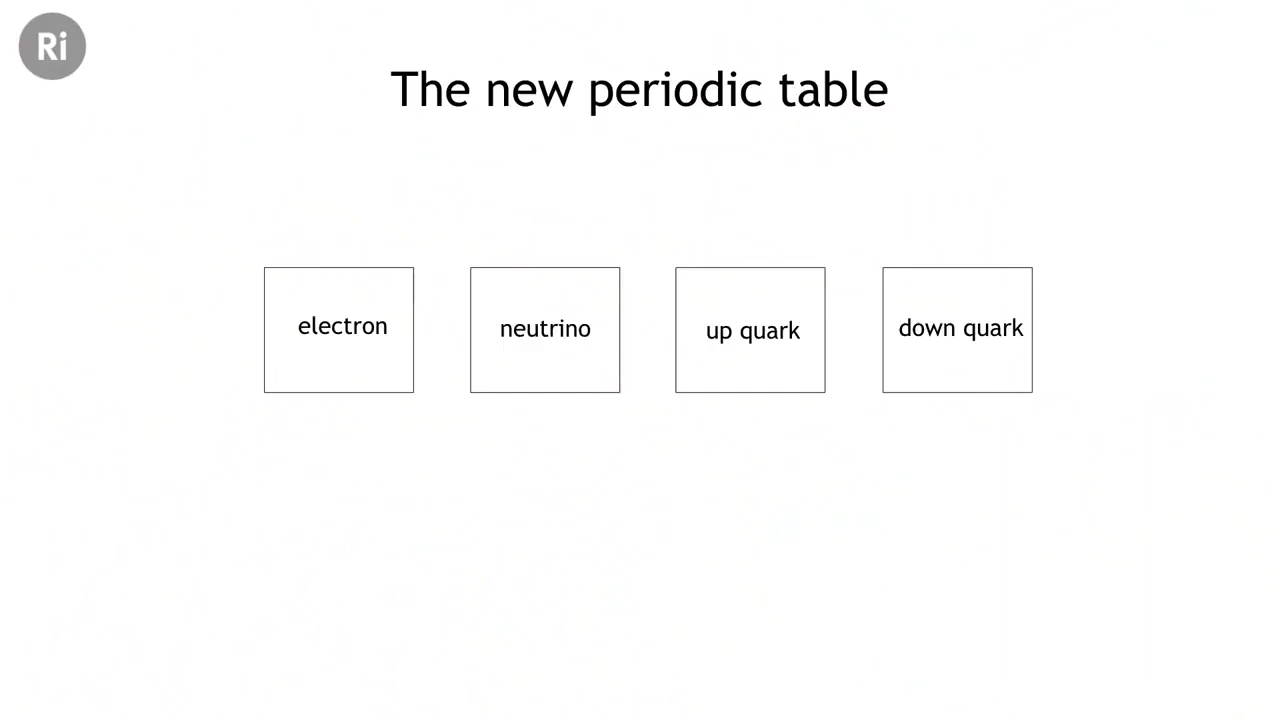 Ri
The new periodic table
electron
neutrino
up quark
down quark